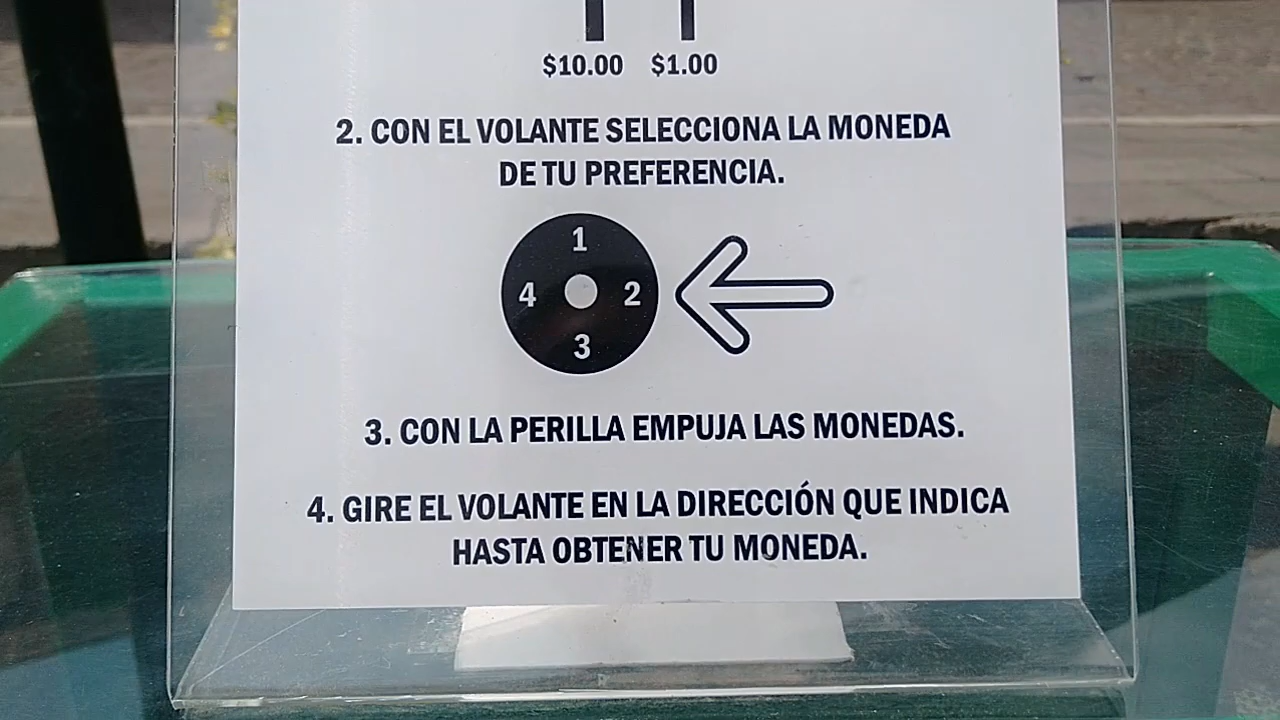 $10.00 $1.00
2. CON EL VOLANTE SELECCIONA LA MONEDA
DE TU PREFERENCIA.
1
4 2
3
3. CON LA PERILLA EMPUJA LAS MONEDAS.
4. GIRE EL VOLANTE EN LA DIRECCIÓN QUE INDICA
HASTA OBTENER TU MONEDA.